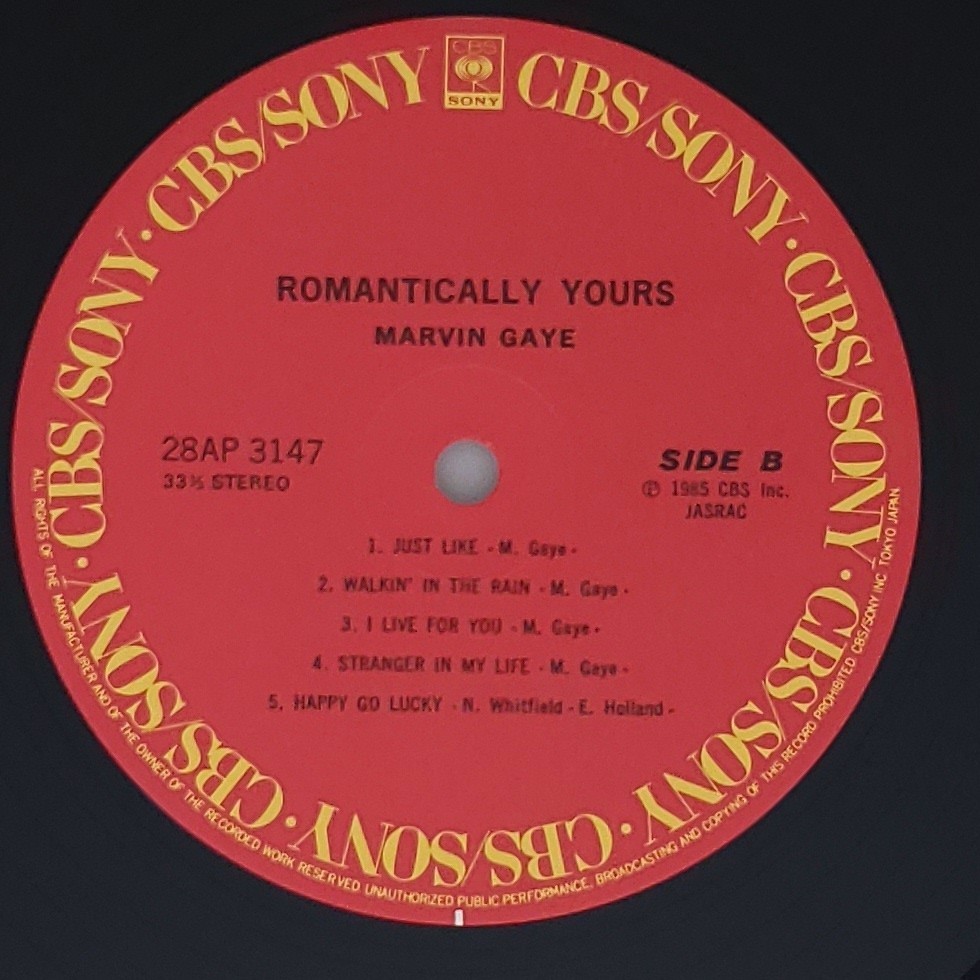 CBS
SONY
CBS/SONY · CBS/SONY · CBS/SONY · CBS/SONY · CBS/SONY · CBS/SONY · CBS/SONY · CBS/SONY · CBS/SONY
ROMANTICALLY YOURS
MARVIN GAYE
28AP 3147
33⅓ STEREO
SIDE B
℗ 1985 CBS Inc.
JASRAC
1. JUST LIKE - M. Gaye -
2. WALKIN' IN THE RAIN - M. Gaye -
3. I LIVE FOR YOU - M. Gaye -
4. STRANGER IN MY LIFE - M. Gaye -
5. HAPPY GO LUCKY - N. Whitfield - E. Holland -
ALL RIGHTS OF THE MANUFACTURER AND OF THE OWNER OF THE RECORDED WORK RESERVED UNAUTHORIZED PUBLIC PERFORMANCE, BROADCASTING AND COPYING OF THIS RECORD PROHIBITED CBS/SONY INC TOKYO JAPAN